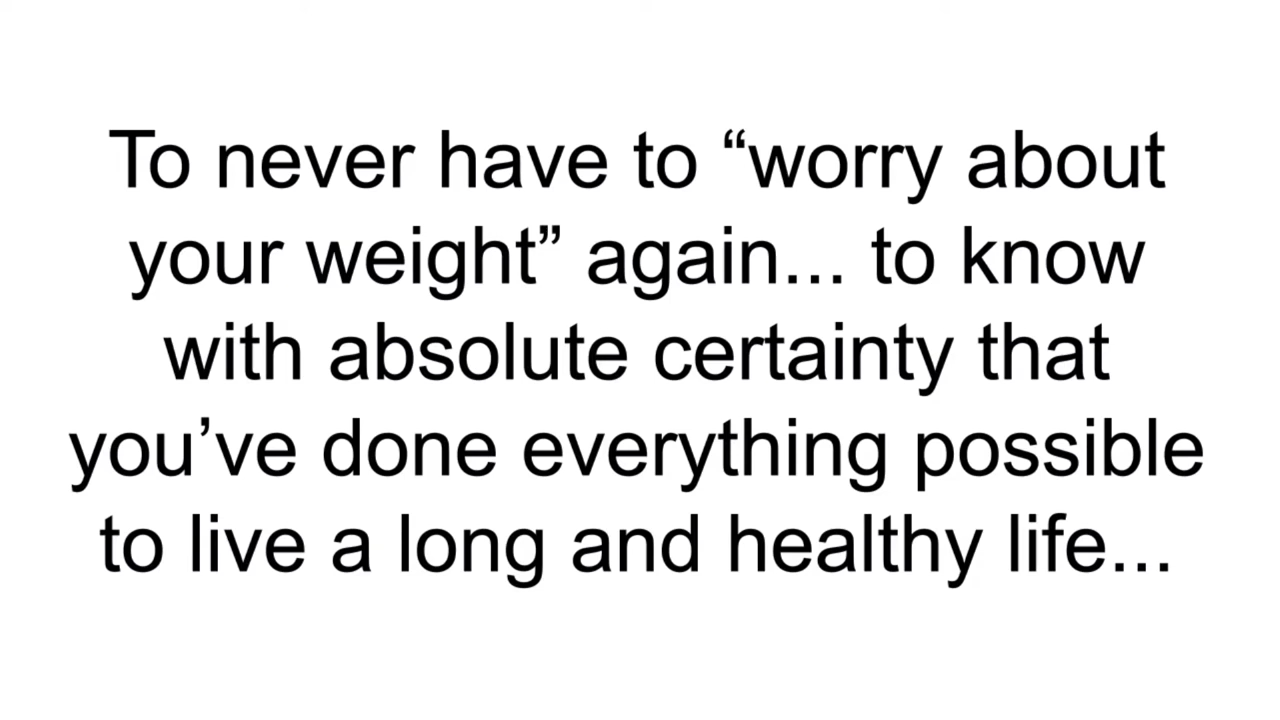 To never have to “worry about
your weight” again... to know
with absolute certainty that
you’ve done everything possible
to live a long and healthy life...